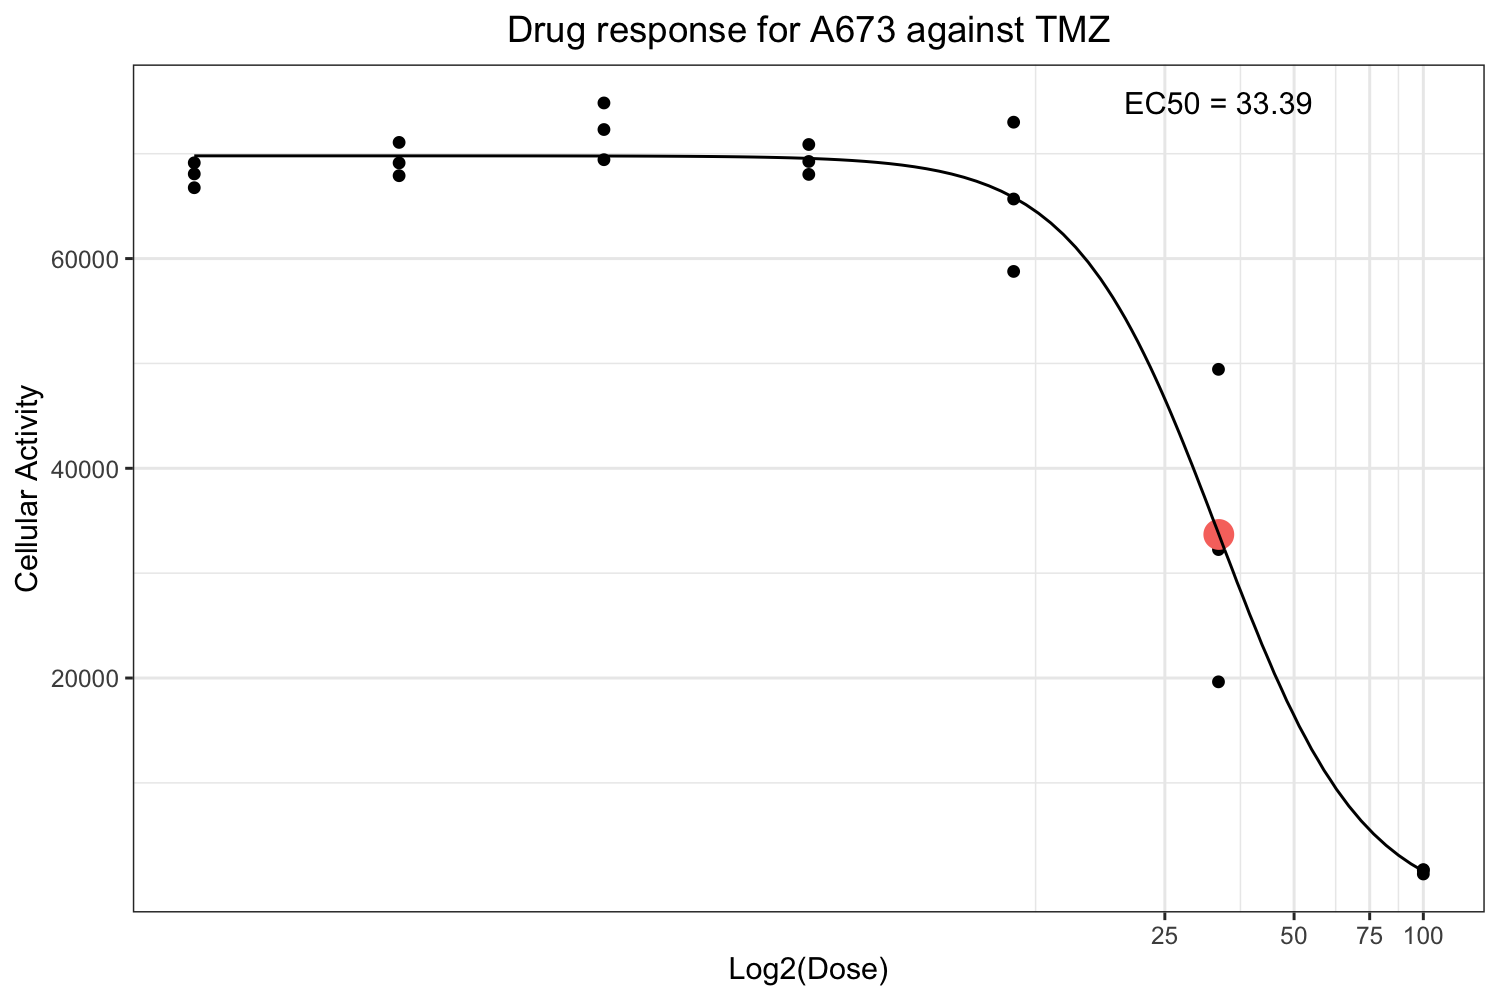 Drug response for A673 against TMZ
EC50 = 33.39
60000
40000
20000
Cellular Activity
25 50 75 100
Log2(Dose)